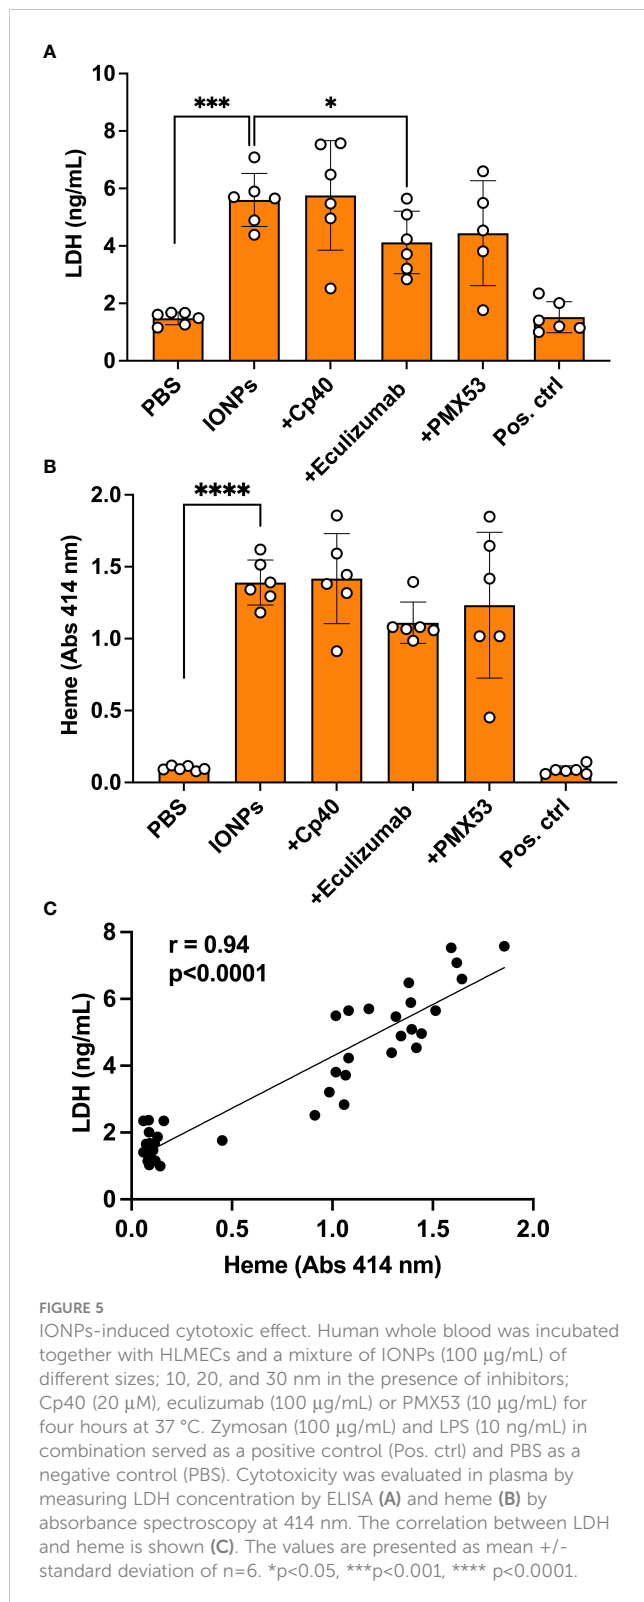 A
10
8
6
4
2
0
LDH (ng/mL)
***
*
PBS
IONPs
+Cp40
+Eculizumab
+PMX53
Pos. ctrl
B
2.0
1.5
1.0
0.5
0.0
Heme (Abs 414 nm)
****
PBS
IONPs
+Cp40
+Eculizumab
+PMX53
Pos. ctrl
C
8
6
4
2
0
LDH (ng/mL)
r = 0.94
p<0.0001
0.0 0.5 1.0 1.5 2.0
Heme (Abs 414 nm)
FIGURE 5
IONPs-induced cytotoxic effect. Human whole blood was incubated
together with HLMECs and a mixture of IONPs (100 μg/mL) of
different sizes; 10, 20, and 30 nm in the presence of inhibitors;
Cp40 (20 μM), eculizumab (100 μg/mL) or PMX53 (10 μg/mL) for
four hours at 37 °C. Zymosan (100 μg/mL) and LPS (10 ng/mL) in
combination served as a positive control (Pos. ctrl) and PBS as a
negative control (PBS). Cytotoxicity was evaluated in plasma by
measuring LDH concentration by ELISA (A) and heme (B) by
absorbance spectroscopy at 414 nm. The correlation between LDH
and heme is shown (C). The values are presented as mean +/-
standard deviation of n=6. *p<0.05, ***p<0.001, **** p<0.0001.